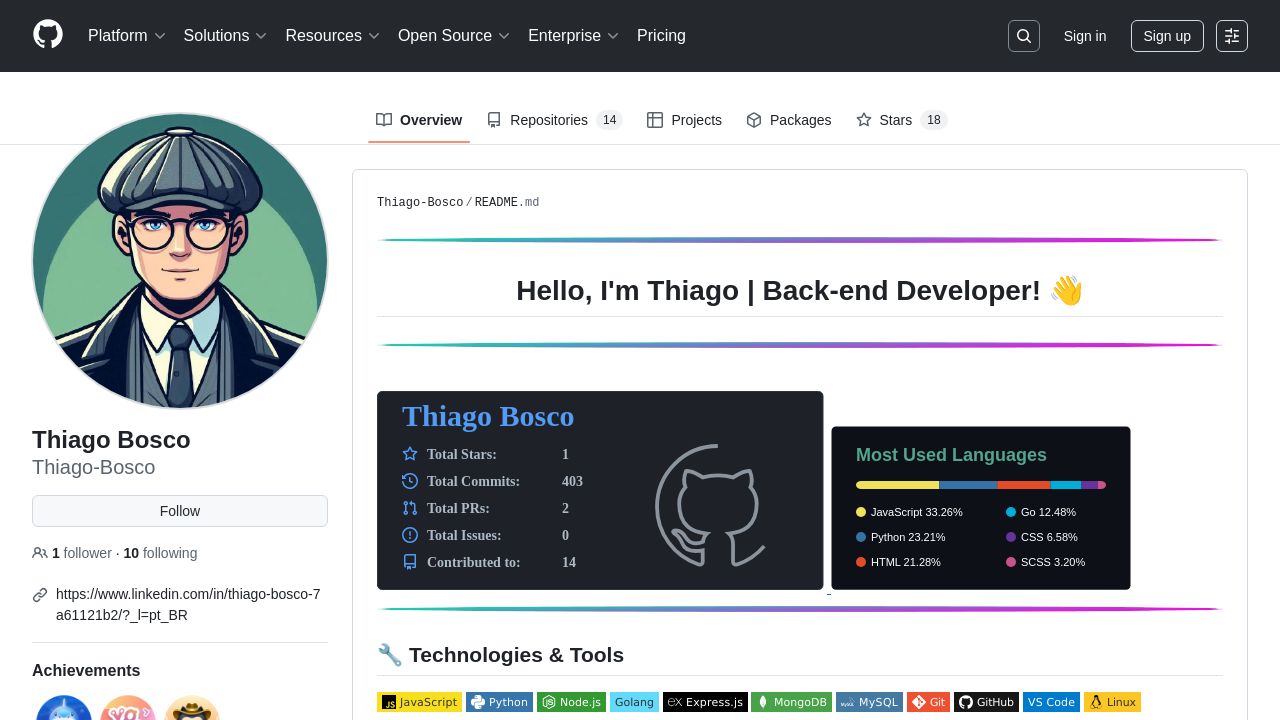 Platform
Solutions
Resources
Open Source
Enterprise
Pricing
Sign in
Sign up
Overview
Repositories 14
Projects
Packages
Stars 18
Thiago Bosco
Thiago-Bosco
Follow
1 follower · 10 following
https://www.linkedin.com/in/thiago-bosco-7
a61121b2/?_l=pt_BR
Achievements
Thiago-Bosco/README.md
Hello, I'm Thiago | Back-end Developer! 👋
Thiago Bosco
Total Stars: 1
Total Commits: 403
Total PRs: 2
Total Issues: 0
Contributed to: 14
Most Used Languages
JavaScript 33.26%
Python 23.21%
HTML 21.28%
Go 12.48%
CSS 6.58%
SCSS 3.20%
🔧 Technologies & Tools
JS JavaScript
Python
Node.js
Golang
ex Express.js
MongoDB
MySQL
Git
GitHub
VS Code
Linux